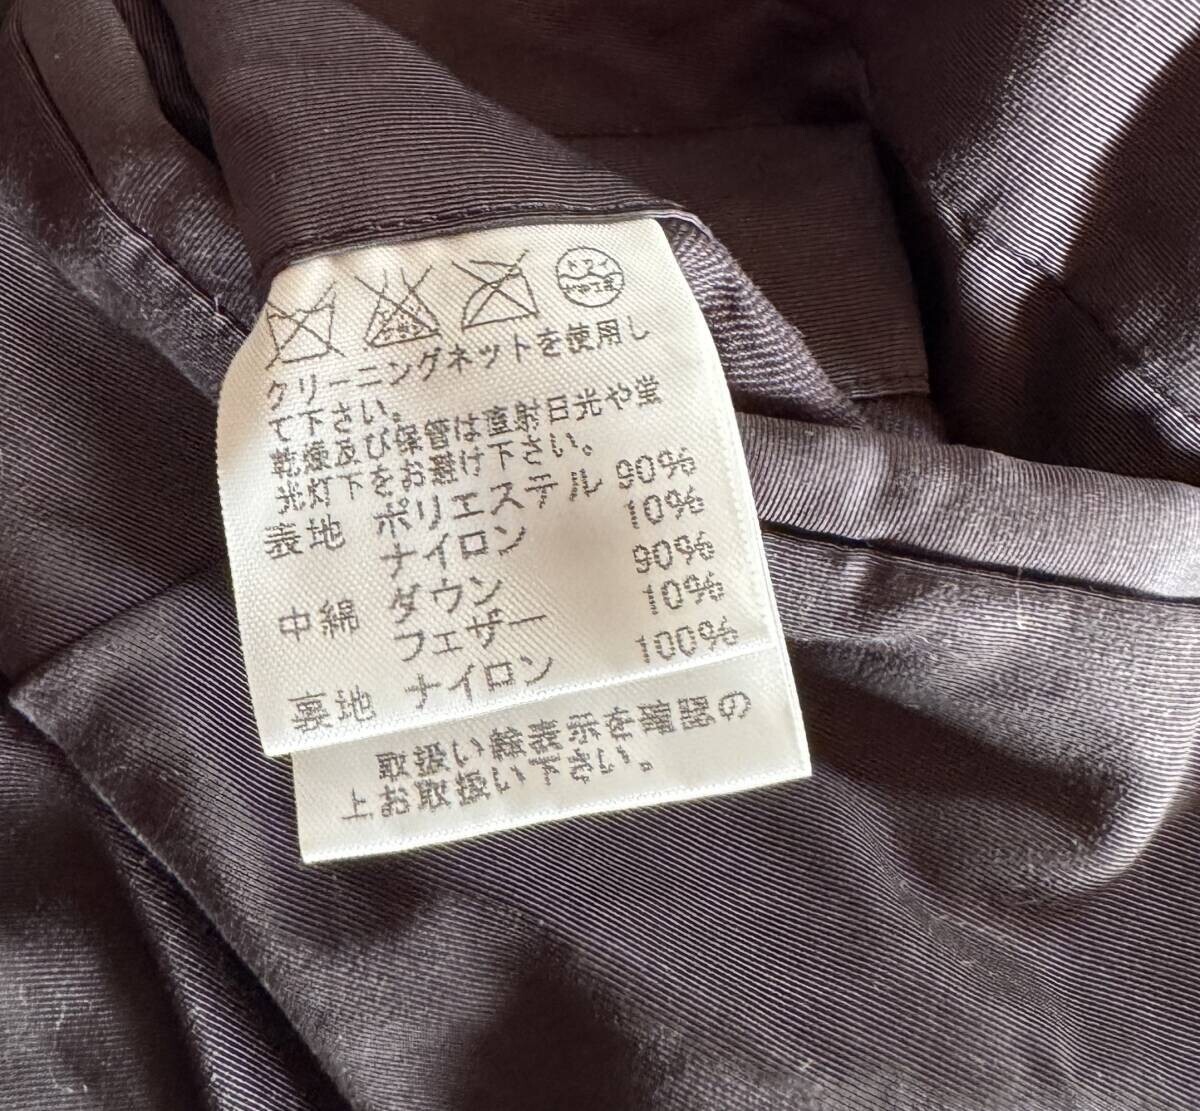 クリーニングネットを使用し
て下さい。
乾燥及び保管は直射日光や蛍
光灯下をお避け下さい。
表地 ポリエステル 90%
ナイロン 10%
中綿 ダウン 90%
フェザー 10%
裏地 ナイロン 100%
取扱い絵表示を確認の
上お取扱い下さい。